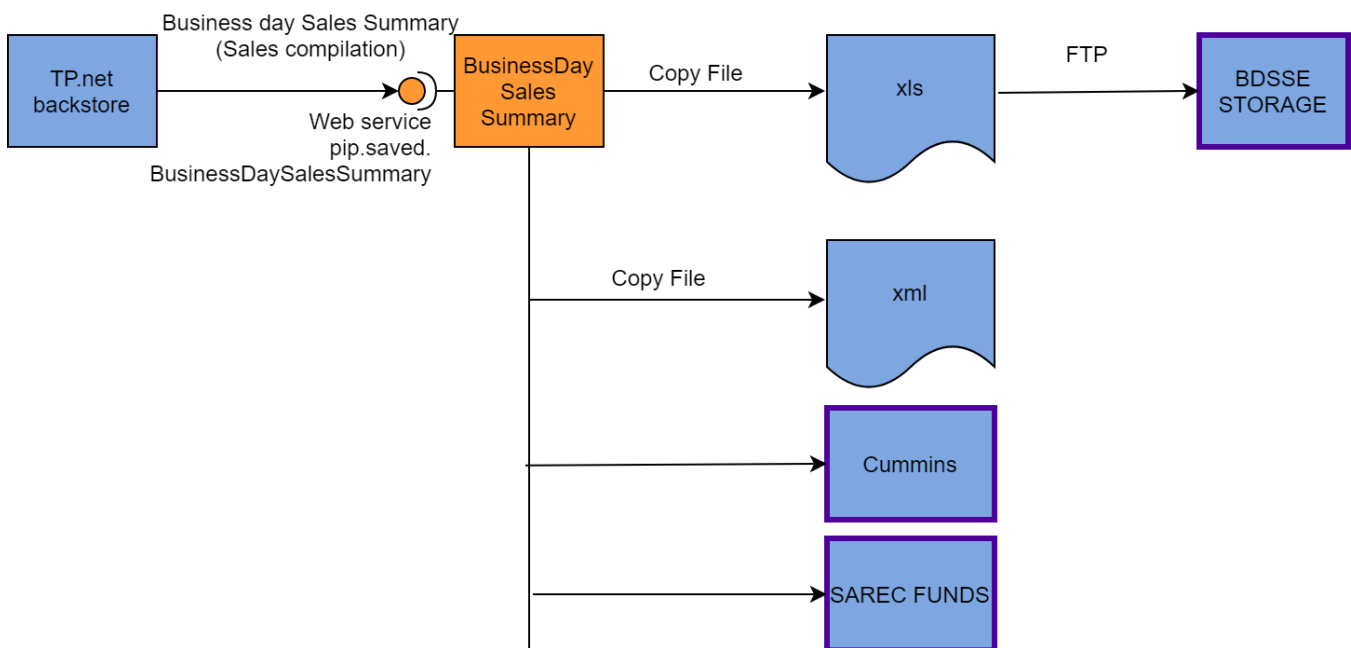 Business day Sales Summary
(Sales compilation)
TP.net
backstore
Web service
pip.saved.
BusinessDaySalesSummary
BusinessDay
Sales
Summary
Copy File
xls
FTP
BDSSE
STORAGE
Copy File
xml
Cummins
SAREC FUNDS